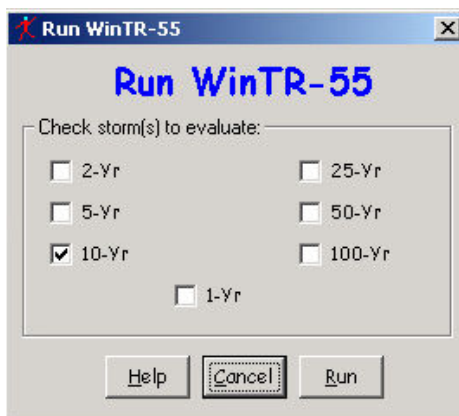 Run WinTR-55
Run WinTR-55
Check storm(s) to evaluate:
2-Yr 25-Yr
5-Yr 50-Yr
10-Yr 100-Yr
1-Yr
Help Cancel Run